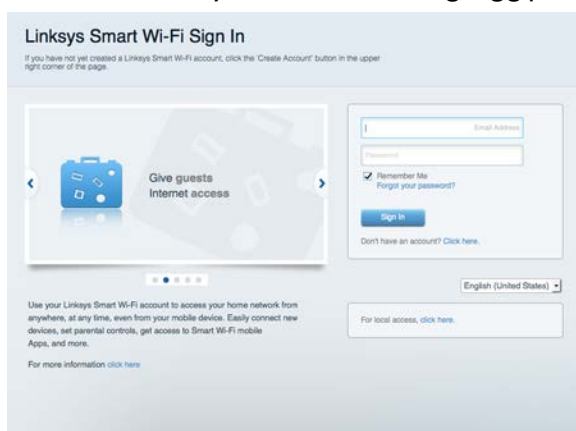 Linksys Smart Wi-Fi Sign In
If you have not yet created a Linksys Smart Wi-Fi account, click the 'Create Account' button in the upper
right corner of the page.
Give guests
Internet access
Email Address
Password
Remember Me
Forgot your password?
Sign In
Don't have an account? Click here.
English (United States)
Use your Linksys Smart Wi-Fi account to access your home network from
anywhere, at any time, even from your mobile device. Easily connect new
devices, set parental controls, get access to Smart Wi-Fi mobile
Apps, and more.
For local access, click here.
For more information click here